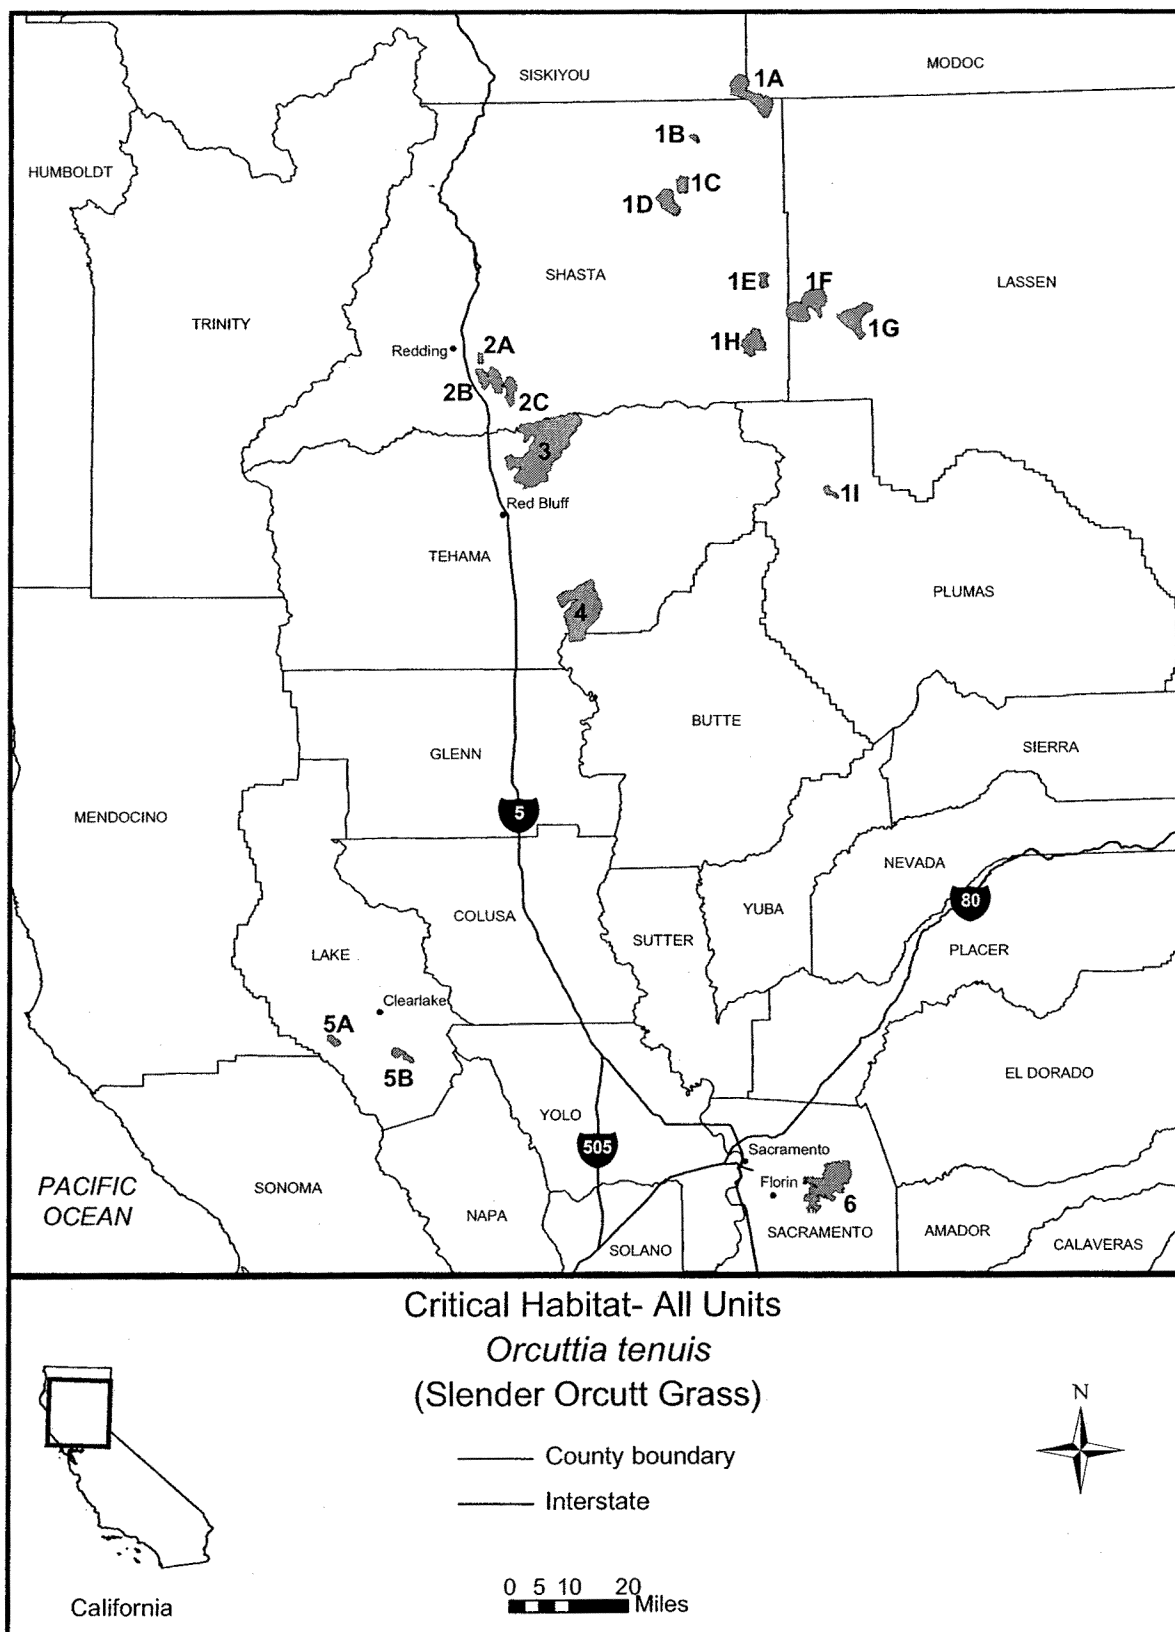 SISKIYOU
MODOC
1A
1B
HUMBOLDT
1C
1D
SHASTA
1E
1F
LASSEN
TRINITY
1G
1H
Redding
2A
2B
2C
3
1I
Red Bluff
TEHAMA
PLUMAS
4
BUTTE
GLENN
SIERRA
5
MENDOCINO
NEVADA
80
COLUSA
YUBA
SUTTER
LAKE
PLACER
Clearlake
5A
5B
EL DORADO
YOLO
505
Sacramento
PACIFIC
OCEAN
SONOMA
Florin
6
NAPA
SACRAMENTO
AMADOR
SOLANO
CALAVERAS
Critical Habitat- All Units
Orcuttia tenuis
(Slender Orcutt Grass)
N
County boundary
Interstate
0 5 10 20
Miles
California